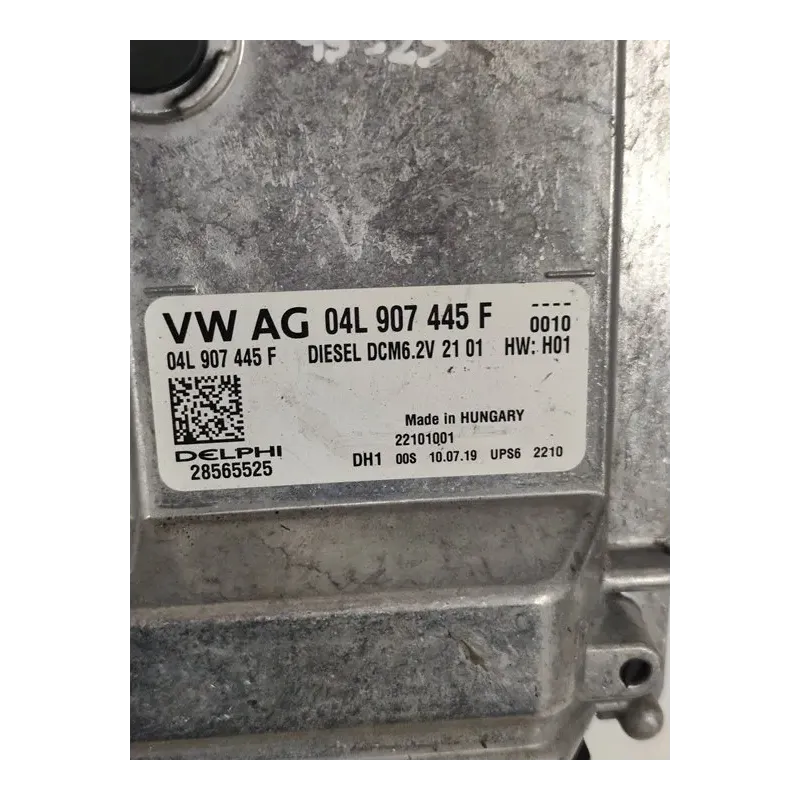 VW AG 04L 907 445 F ----
0010
04L 907 445 F DIESEL DCM6.2V 21 01 HW: H01
Made in HUNGARY
22101001
DELPHI
28565525
DH1 00S 10.07.19 UPS6 2210